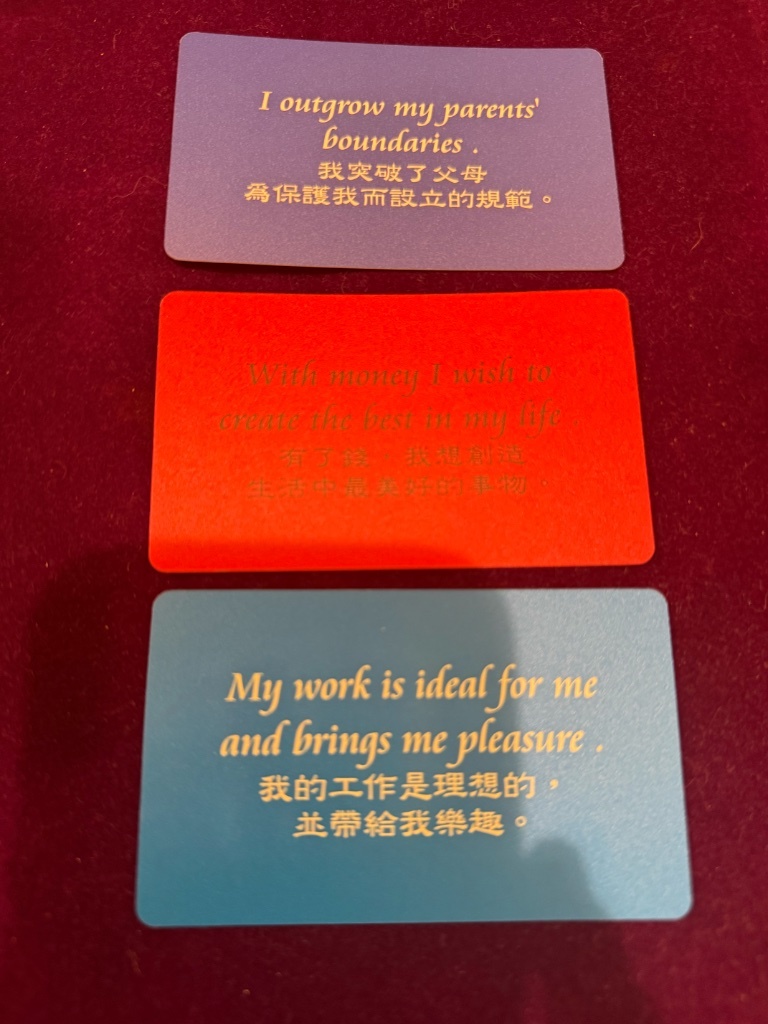 I outgrow my parents'
boundaries .
我突破了父母
為保護我而設立的規範。
With money I wish to
create the best in my life .
有了錢，我想創造
生活中最美好的事物。
My work is ideal for me
and brings me pleasure .
我的工作是理想的，
並帶給我樂趣。